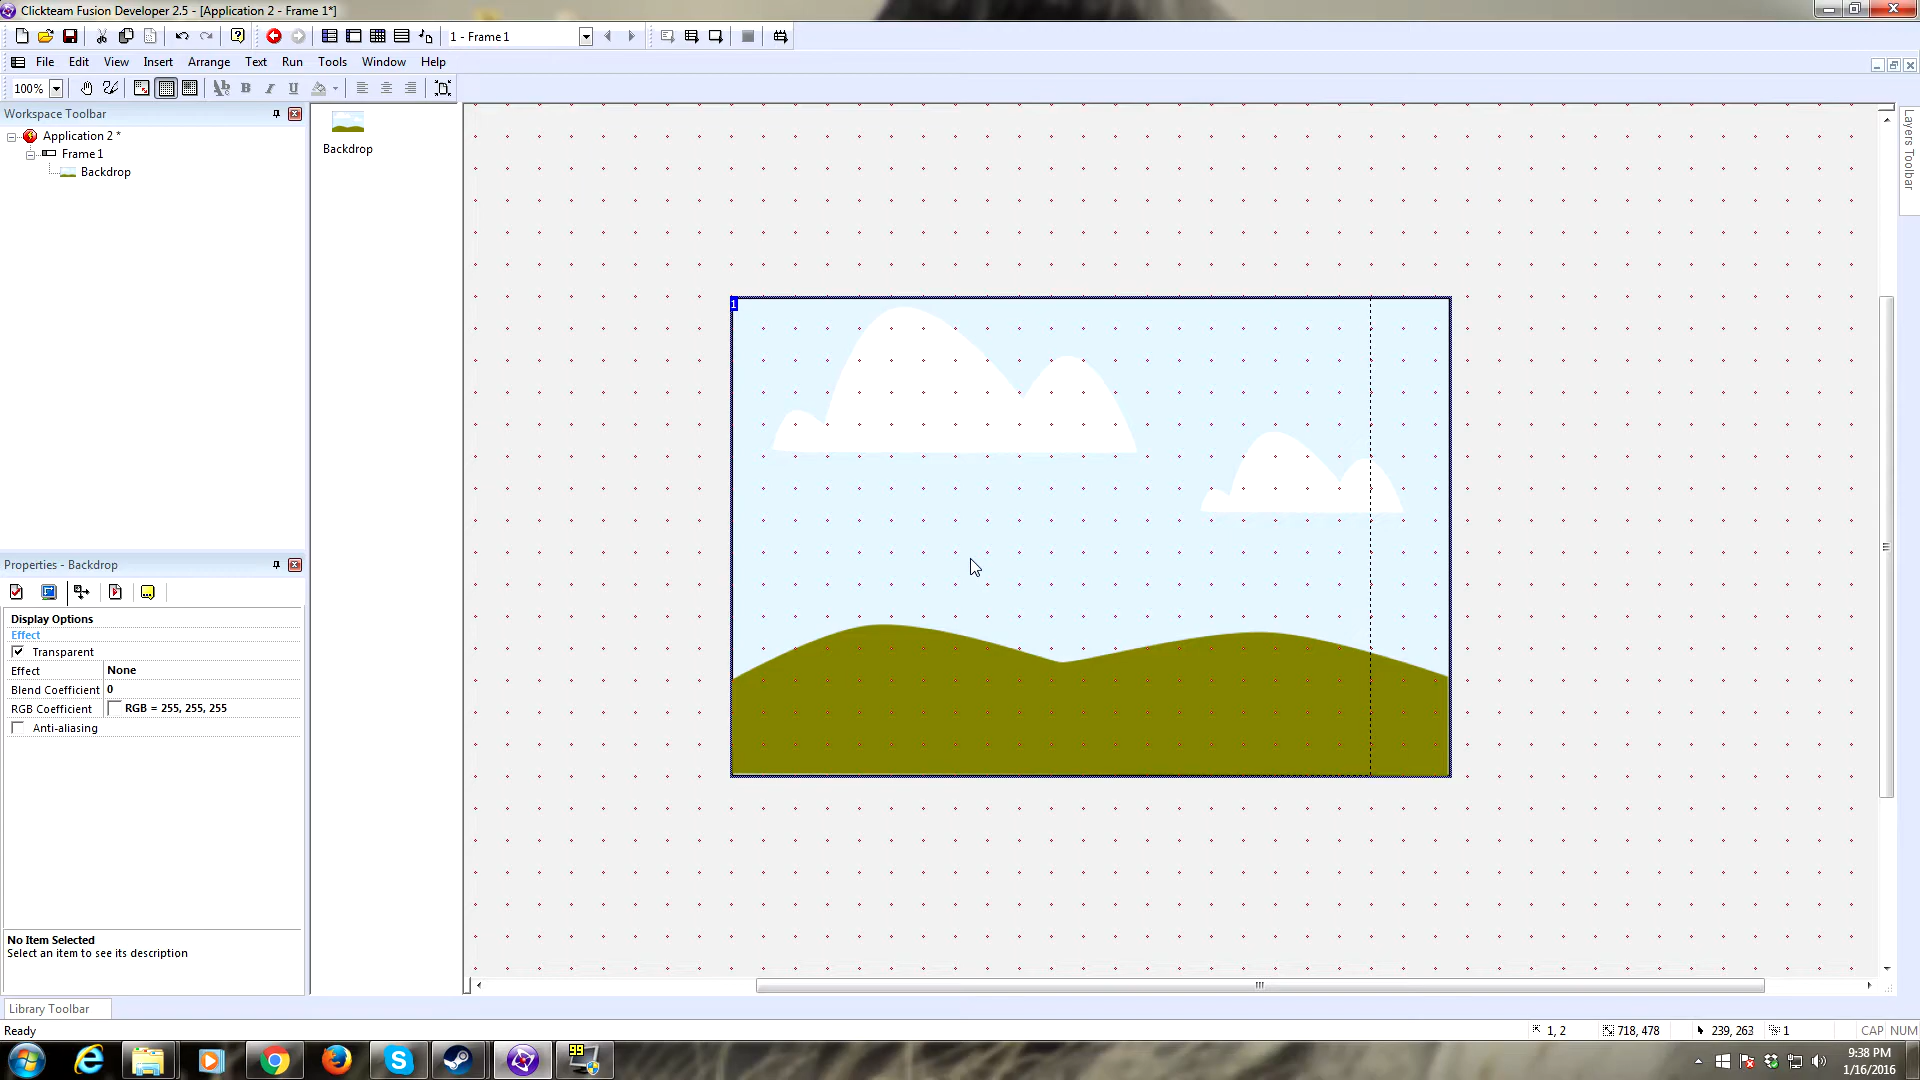 Clickteam Fusion Developer 2.5 - [Application 2 - Frame 1*]
1 - Frame 1
File Edit View Insert Arrange Text Run Tools Window Help
100%
Workspace Toolbar
Application 2 *
Frame 1
Backdrop
Backdrop
Layers Toolbar
1
Properties - Backdrop
Display Options
Effect
Transparent
Effect None
Blend Coefficient 0
RGB Coefficient RGB = 255, 255, 255
Anti-aliasing
No Item Selected
Select an item to see its description
Library Toolbar
Ready 1, 2 718, 478 239, 263 1 CAP NUM
99
9:38 PM
1/16/2016